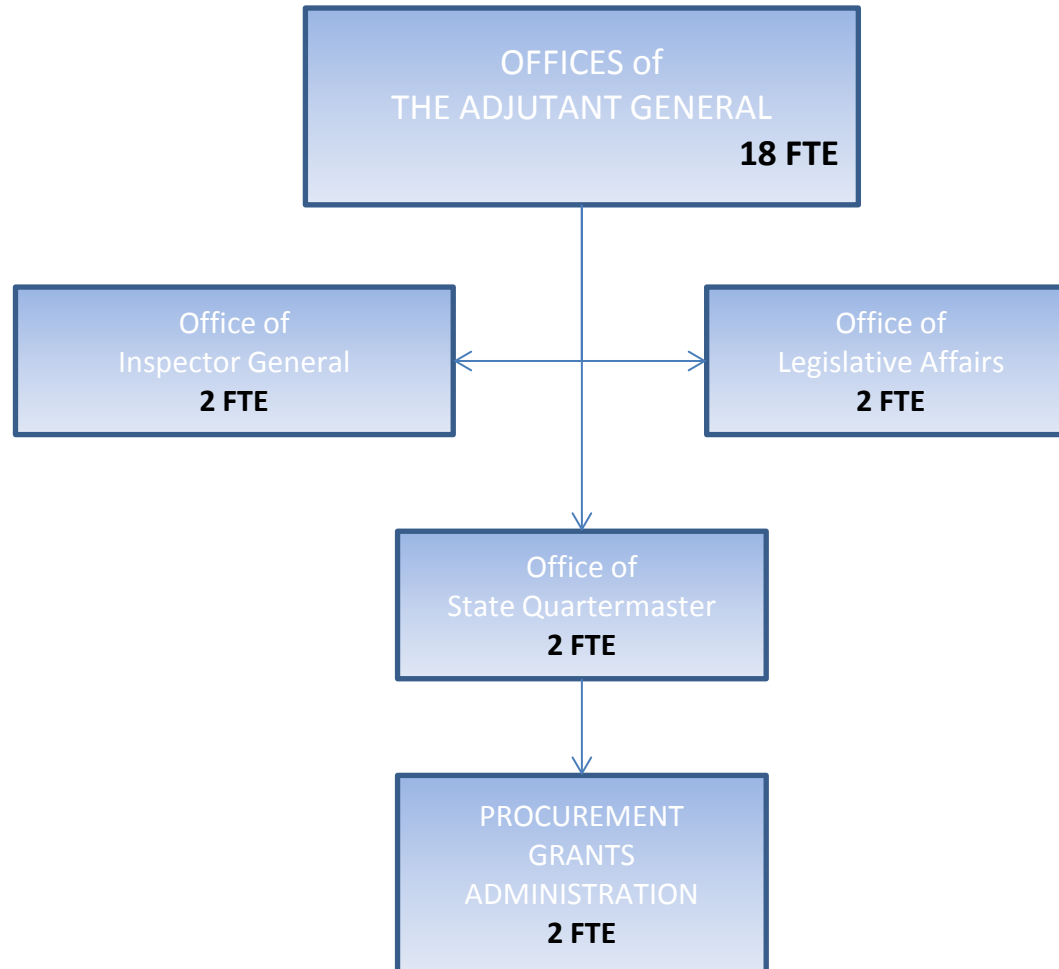 OFFICES of
THE ADJUTANT GENERAL
18 FTE
Office of
Inspector General
2 FTE
Office of
Legislative Affairs
2 FTE
Office of
State Quartermaster
2 FTE
PROCUREMENT
GRANTS
ADMINISTRATION
2 FTE